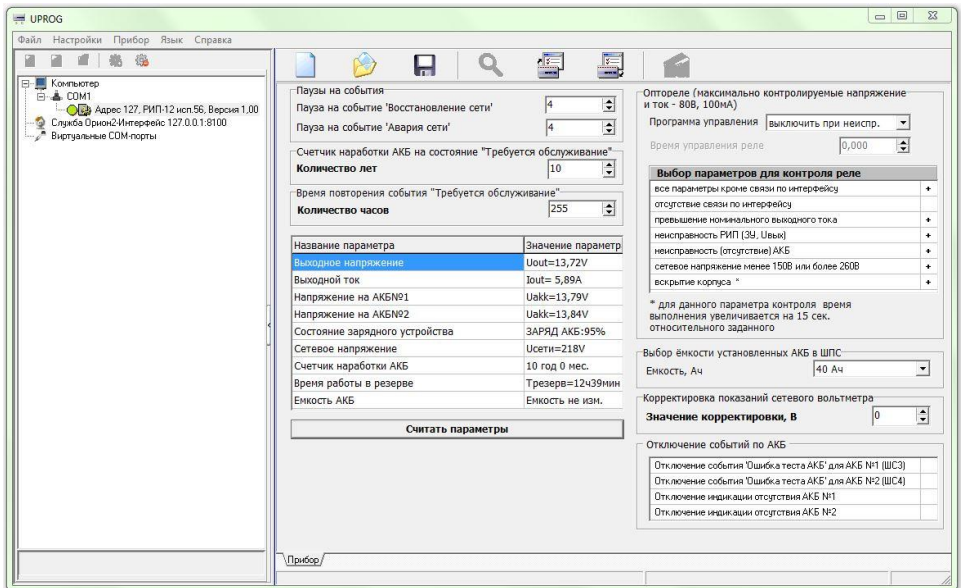 UPROG
Файл Настройки Прибор Язык Справка
Компьютер
COM1
Адрес 127, РИП-12 исп.56, Версия 1,00
Служба Орион2-Интерфейс 127.0.0.1:8100
Виртуальные COM-порты
Паузы на события
Пауза на событие 'Восстановление сети' 4
Пауза на событие 'Авария сети' 4
Счетчик наработки АКБ на состояние "Требуется обслуживание"
Количество лет 10
Время повторения события "Требуется обслуживание"
Количество часов 255
Название параметра Значение параметр
Выходное напряжение Uout=13,72V
Выходной ток Iout= 5,89A
Напряжение на АКБ№1 Uakk=13,79V
Напряжение на АКБ№2 Uakk=13,84V
Состояние зарядного устройства ЗАРЯД АКБ:95%
Сетевое напряжение Uсети=218V
Счетчик наработки АКБ 10 год 0 мес.
Время работы в резерве Трезерв=12ч39мин
Емкость АКБ Емкость не изм.
Считать параметры
Оптореле (максимально контролируемые напряжение
и ток - 80В, 100мА)
Программа управления выключить при неиспр.
Время управления реле 0,000
Выбор параметров для контроля реле
все параметры кроме связи по интерфейсу +
отсутствие связи по интерфейсу
превышение номинального выходного тока +
неисправность РИП (ЗУ, Uвых) +
неисправность (отсутствие) АКБ +
сетевое напряжение менее 150В или более 260В +
вскрытие корпуса * +
* для данного параметра контроля время
выполнения увеличивается на 15 сек.
относительного заданного
Выбор ёмкости установленных АКБ в ШПС
Емкость, Ач 40 Ач
Корректировка показаний сетевого вольтметра
Значение корректировки, В 0
Отключение событий по АКБ
Отключение события 'Ошибка теста АКБ' для АКБ №1 (ШС3)
Отключение события 'Ошибка теста АКБ' для АКБ №2 (ШС4)
Отключение индикации отсутствия АКБ №1
Отключение индикации отсутствия АКБ №2
Прибор